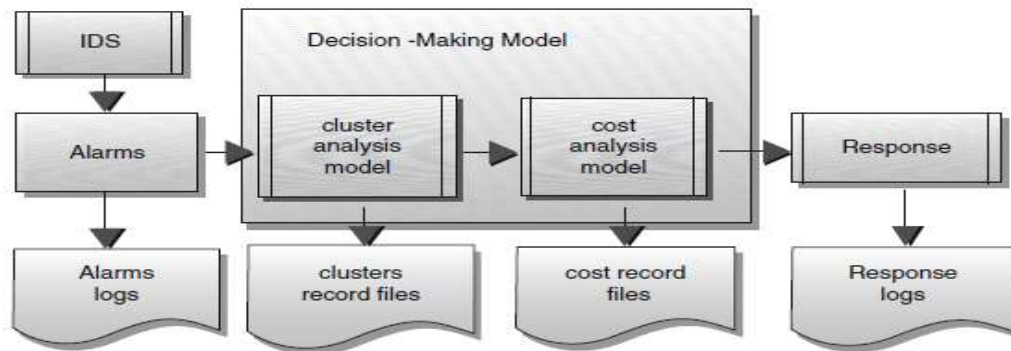 IDS
Decision -Making Model
Alarms
cluster
analysis
model
cost
analysis
model
Response
Alarms
logs
clusters
record files
cost record
files
Response
logs